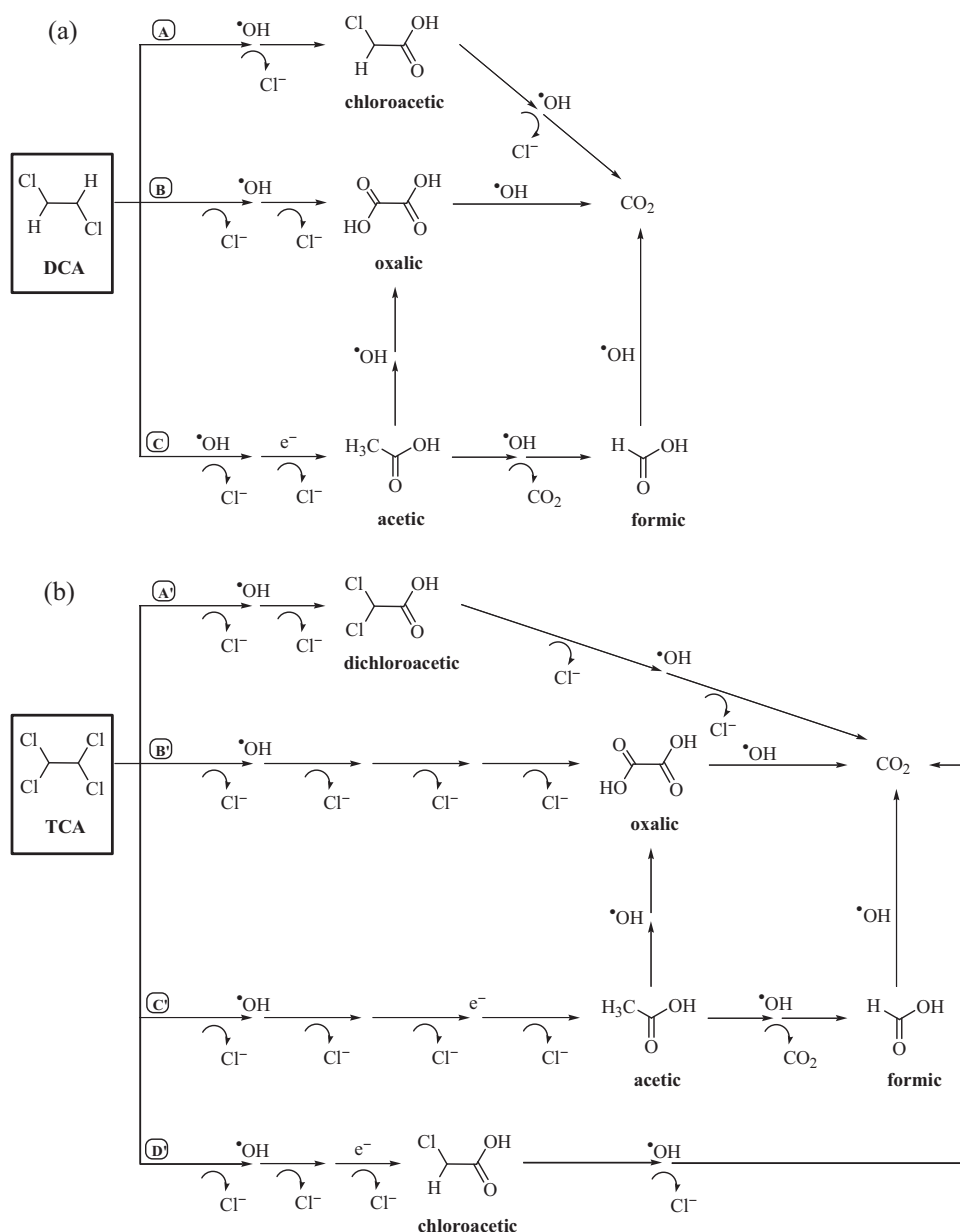 (a)
A •OH Cl OH
Cl⁻ H O •OH
chloroacetic Cl⁻
Cl H B •OH O OH •OH CO₂
H Cl Cl⁻ Cl⁻ HO O
DCA oxalic
•OH •OH
C •OH e⁻ H₃C OH •OH H OH
Cl⁻ Cl⁻ O CO₂ O
acetic formic
(b)
A' •OH Cl OH
Cl⁻ Cl⁻ Cl O •OH
dichloroacetic Cl⁻
Cl⁻
Cl Cl B' •OH O OH •OH CO₂
Cl Cl Cl⁻ Cl⁻ Cl⁻ Cl⁻ HO O
TCA oxalic
•OH •OH
C' •OH e⁻ H₃C OH •OH H OH
Cl⁻ Cl⁻ Cl⁻ Cl⁻ O CO₂ O
acetic formic
D' •OH e⁻ Cl OH •OH
Cl⁻ Cl⁻ Cl⁻ H O Cl⁻
chloroacetic